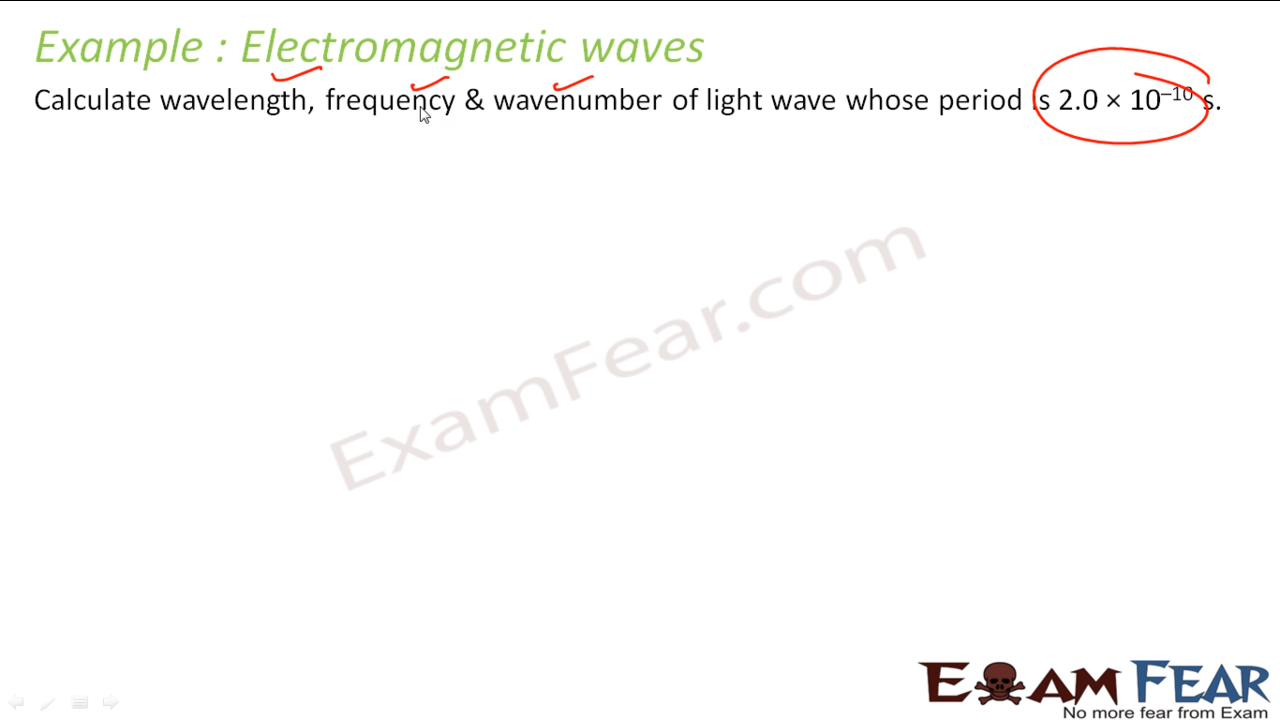 Example : Electromagnetic waves
Calculate wavelength, frequency & wavenumber of light wave whose period is 2.0 × 10⁻¹⁰ s.
ExamFear.com
EXAM FEAR
No more fear from Exam